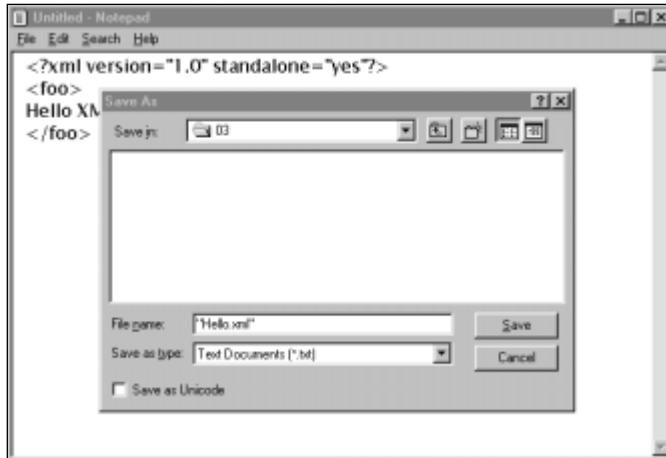 Untitled - Notepad
File Edit Search Help
<?xml version="1.0" standalone="yes"?>
<foo>
Hello XM
</foo>
Save As
Save in: 03
File name: "Hello.xml"
Save
Save as type: Text Documents (*.txt)
Cancel
Save as Unicode